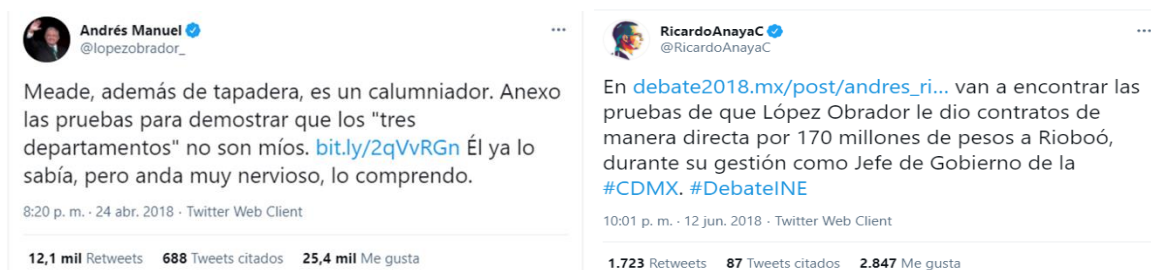 Andrés Manuel
@lopezobrador_
Meade, además de tapadera, es un calumniador. Anexo
las pruebas para demostrar que los "tres
departamentos" no son míos. bit.ly/2qVvRGn Él ya lo
sabía, pero anda muy nervioso, lo comprendo.
8:20 p. m. · 24 abr. 2018 · Twitter Web Client
12,1 mil Retweets 688 Tweets citados 25,4 mil Me gusta
RicardoAnayaC
@RicardoAnayaC
En debate2018.mx/post/andres_ri... van a encontrar las
pruebas de que López Obrador le dio contratos de
manera directa por 170 millones de pesos a Rioboó,
durante su gestión como Jefe de Gobierno de la
#CDMX. #DebateINE
10:01 p. m. · 12 jun. 2018 · Twitter Web Client
1.723 Retweets 87 Tweets citados 2.847 Me gusta